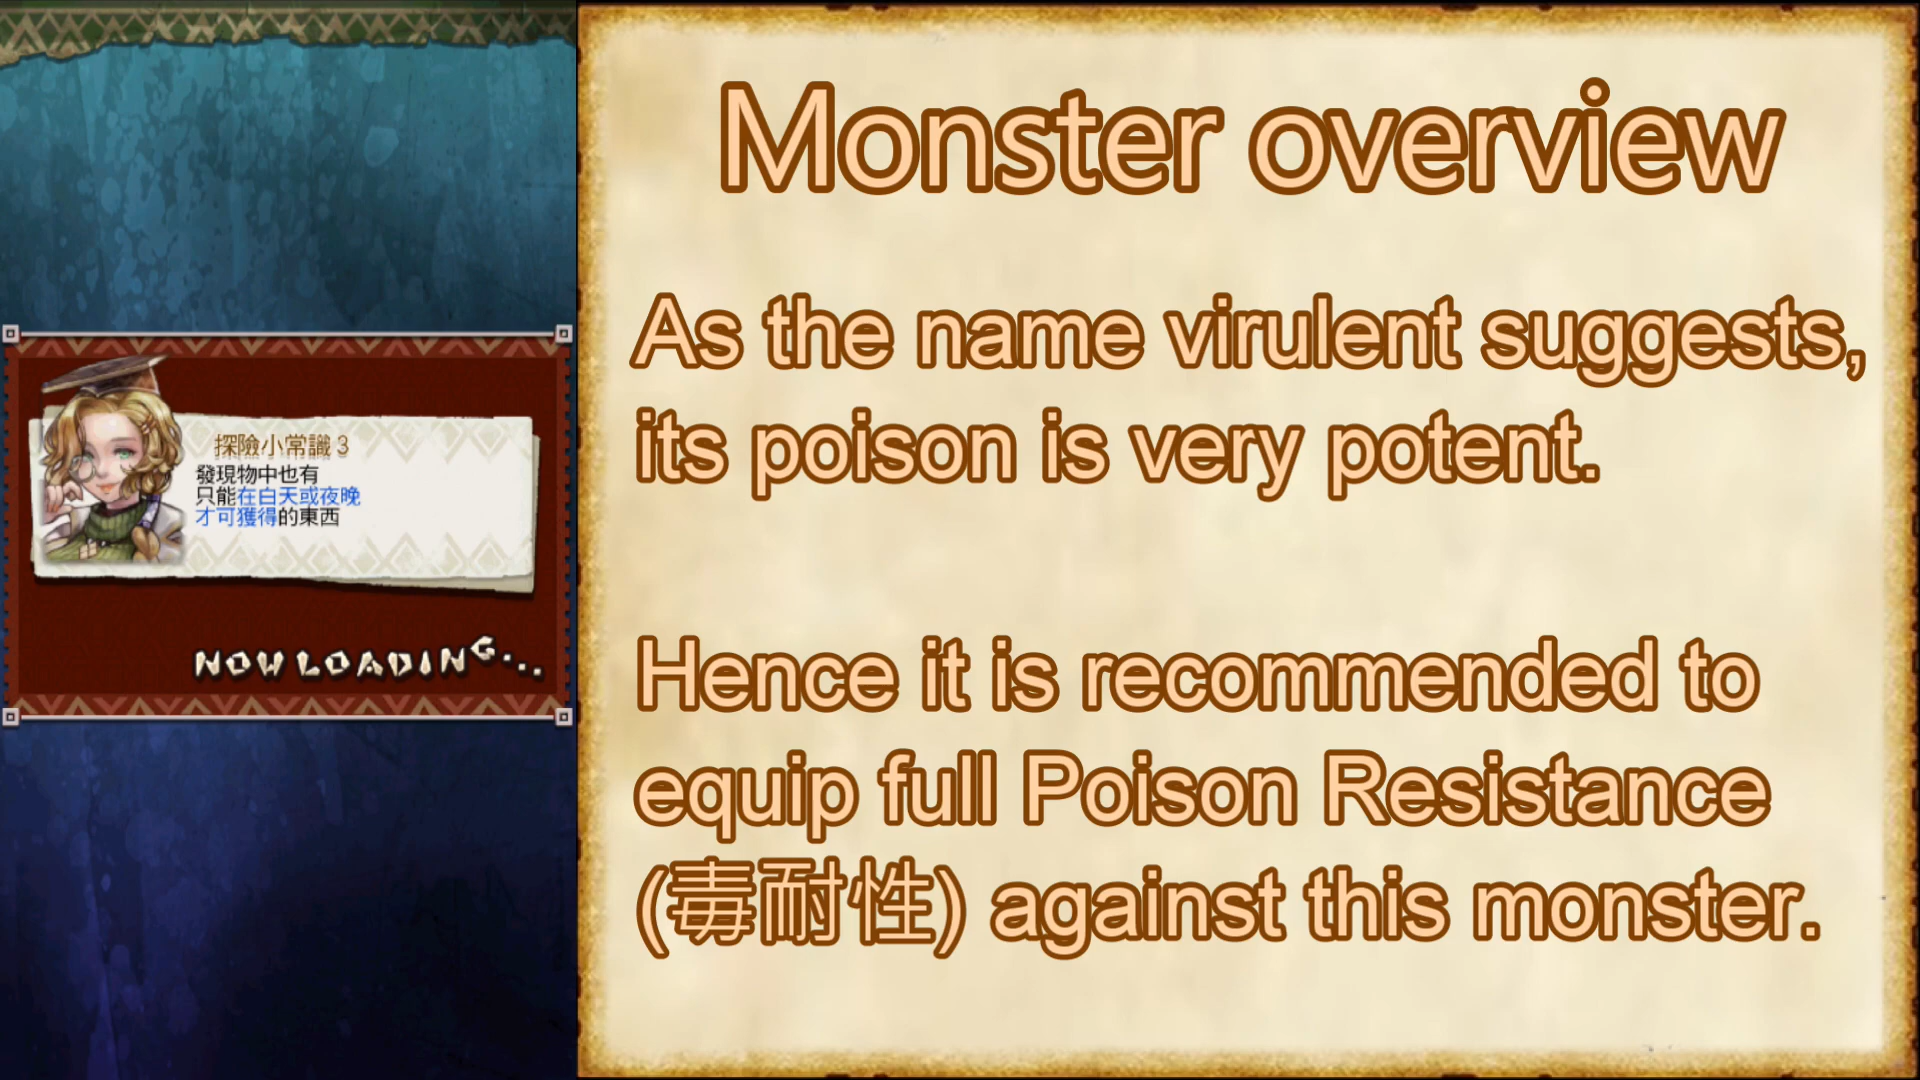 探險小常識 3
發現物中也有
只能在白天或夜晚
才可獲得的東西
NOW LOADING...
Monster overview
As the name virulent suggests,
its poison is very potent.
Hence it is recommended to
equip full Poison Resistance
(毒耐性) against this monster.